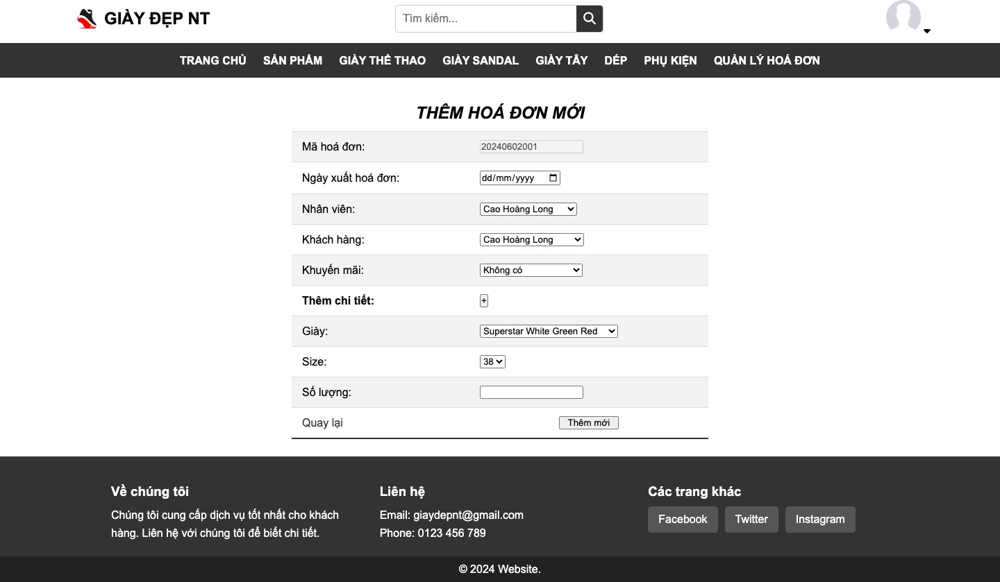 GIÀY ĐẸP NT
Tìm kiếm...
TRANG CHỦ SẢN PHẨM GIÀY THỂ THAO GIÀY SANDAL GIÀY TÂY DÉP PHỤ KIỆN QUẢN LÝ HOÁ ĐƠN
THÊM HOÁ ĐƠN MỚI
Mã hoá đơn: 20240602001
Ngày xuất hoá đơn: dd/mm/yyyy
Nhân viên: Cao Hoàng Long
Khách hàng: Cao Hoàng Long
Khuyến mãi: Không có
Thêm chi tiết: +
Giày: Superstar White Green Red
Size: 38
Số lượng:
Quay lại Thêm mới
Về chúng tôi
Chúng tôi cung cấp dịch vụ tốt nhất cho khách
hàng. Liên hệ với chúng tôi để biết chi tiết.
Liên hệ
Email: giaydepnt@gmail.com
Phone: 0123 456 789
Các trang khác
Facebook Twitter Instagram
© 2024 Website.